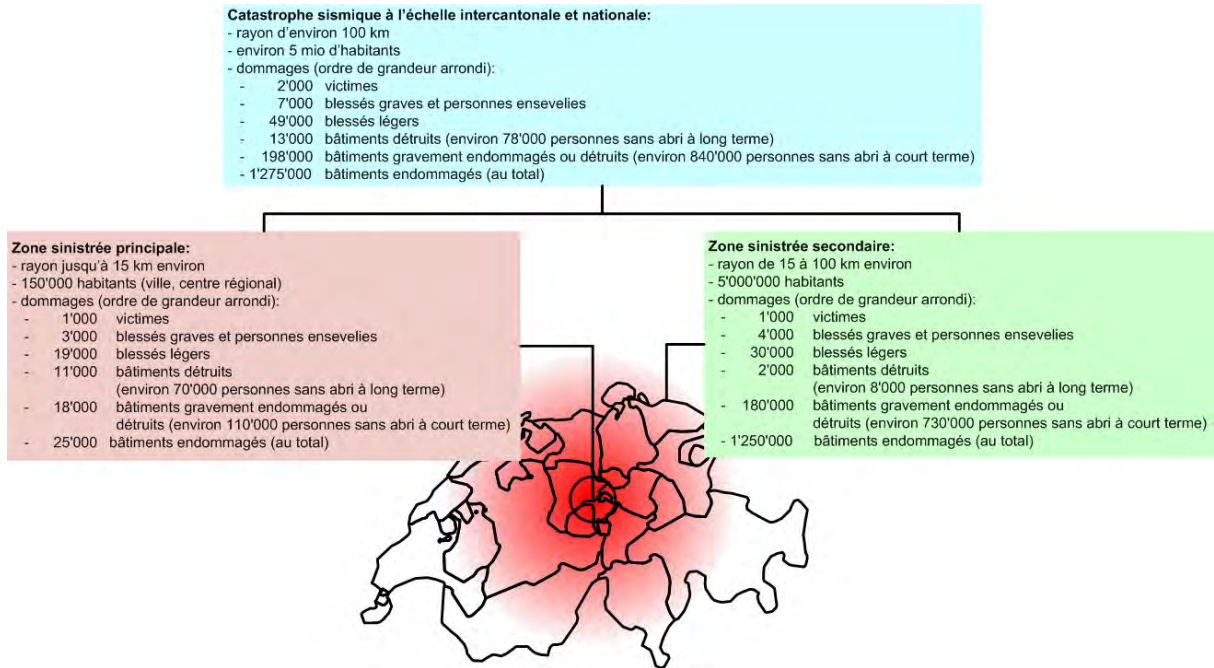 Catastrophe sismique à l'échelle intercantonale et nationale:
- rayon d'environ 100 km
- environ 5 mio d'habitants
- dommages (ordre de grandeur arrondi):
- 2'000 victimes
- 7'000 blessés graves et personnes ensevelies
- 49'000 blessés légers
- 13'000 bâtiments détruits (environ 78'000 personnes sans abri à long terme)
- 198'000 bâtiments gravement endommagés ou détruits (environ 840'000 personnes sans abri à court terme)
- 1'275'000 bâtiments endommagés (au total)
Zone sinistrée principale:
- rayon jusqu'à 15 km environ
- 150'000 habitants (ville, centre régional)
- dommages (ordre de grandeur arrondi):
- 1'000 victimes
- 3'000 blessés graves et personnes ensevelies
- 19'000 blessés légers
- 11'000 bâtiments détruits
(environ 70'000 personnes sans abri à long terme)
- 18'000 bâtiments gravement endommagés ou
détruits (environ 110'000 personnes sans abri à court terme)
- 25'000 bâtiments endommagés (au total)
Zone sinistrée secondaire:
- rayon de 15 à 100 km environ
- 5'000'000 habitants
- dommages (ordre de grandeur arrondi):
- 1'000 victimes
- 4'000 blessés graves et personnes ensevelies
- 30'000 blessés légers
- 2'000 bâtiments détruits
(environ 8'000 personnes sans abri à long terme)
- 180'000 bâtiments gravement endommagés ou
détruits (environ 730'000 personnes sans abri à court terme)
- 1'250'000 bâtiments endommagés (au total)